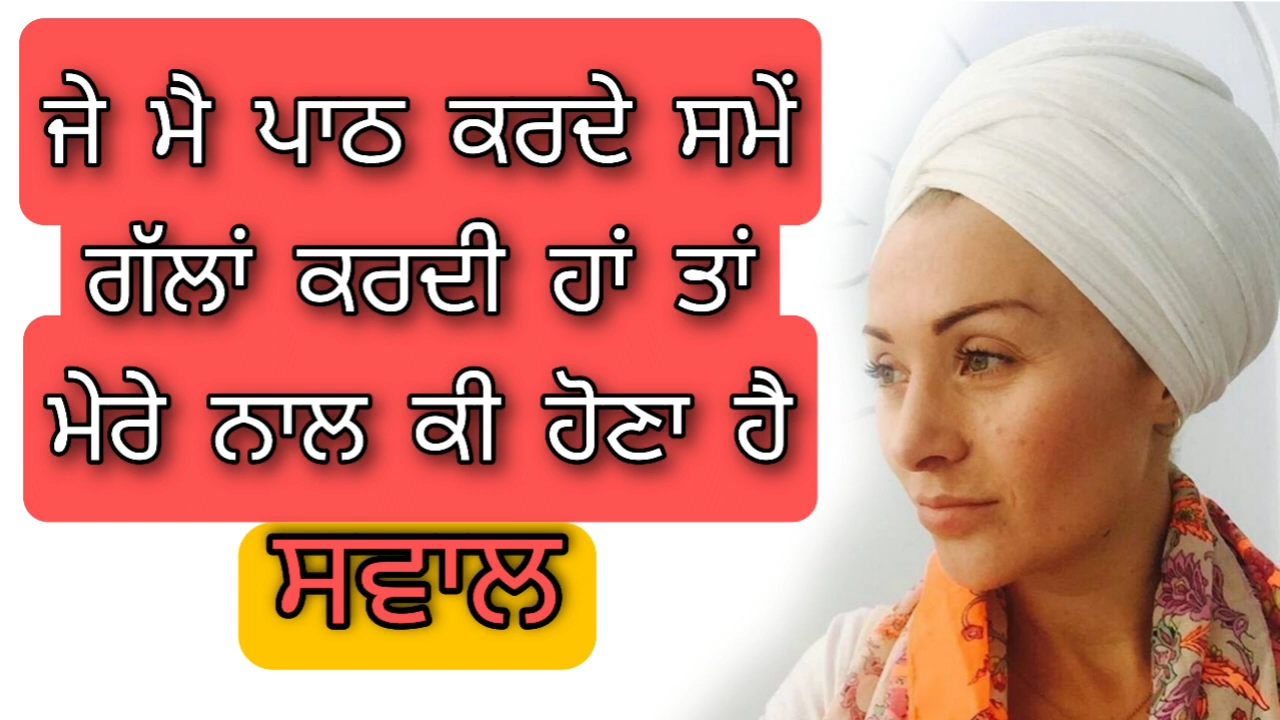 ਜੇ ਮੈ ਪਾਠ ਕਰਦੇ ਸਮੇਂ
ਗੱਲਾਂ ਕਰਦੀ ਹਾਂ ਤਾਂ
ਮੇਰੇ ਨਾਲ ਕੀ ਹੋਣਾ ਹੈ
ਸਵਾਲ